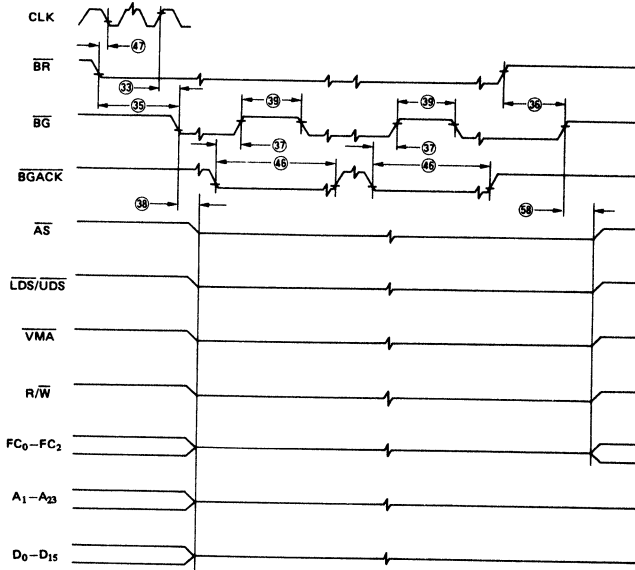 CLK
㊼
BR
㉝
㉟
㊴
㊴
㊱
BG
㊲
㊲
㊻
㊻
BGACK
㊳
58
AS
LDS/UDS
VMA
R/W
FC₀–FC₂
A₁–A₂₃
D₀–D₁₅